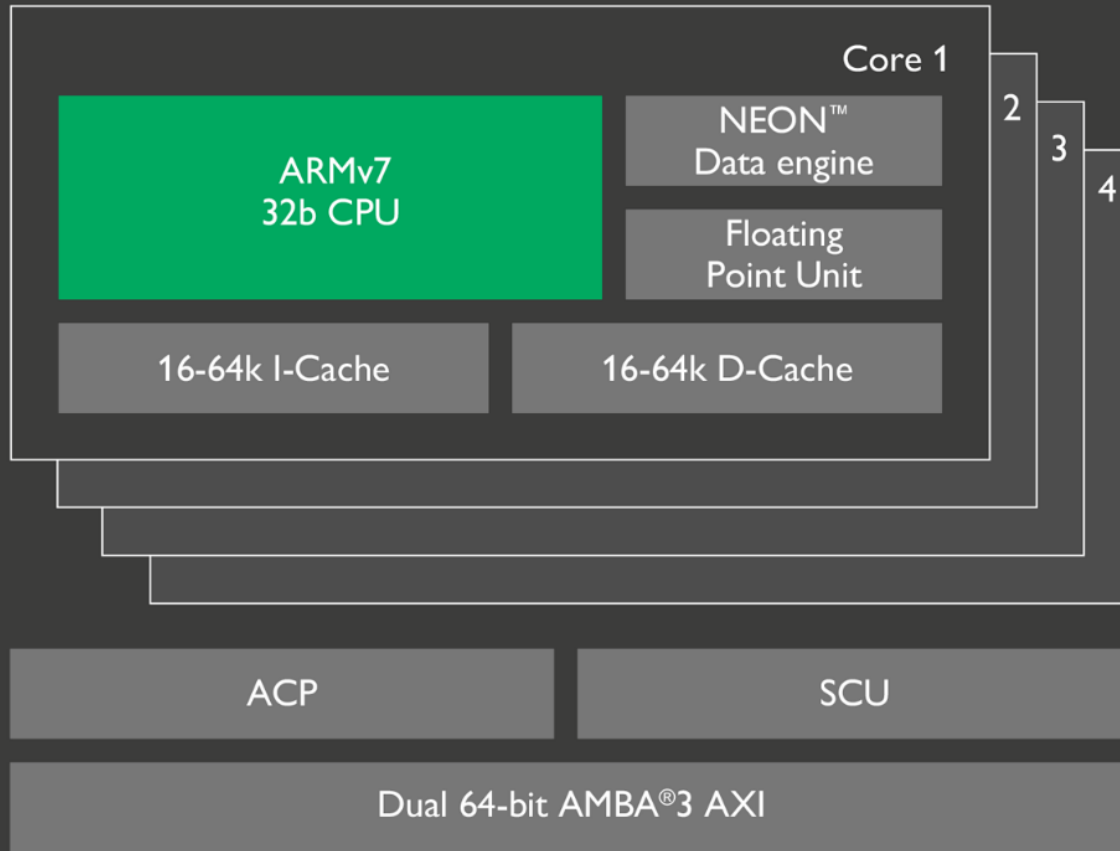 Core 1
2
3
4
ARMv7
32b CPU
NEON™
Data engine
Floating
Point Unit
16-64k I-Cache
16-64k D-Cache
ACP
SCU
Dual 64-bit AMBA®3 AXI